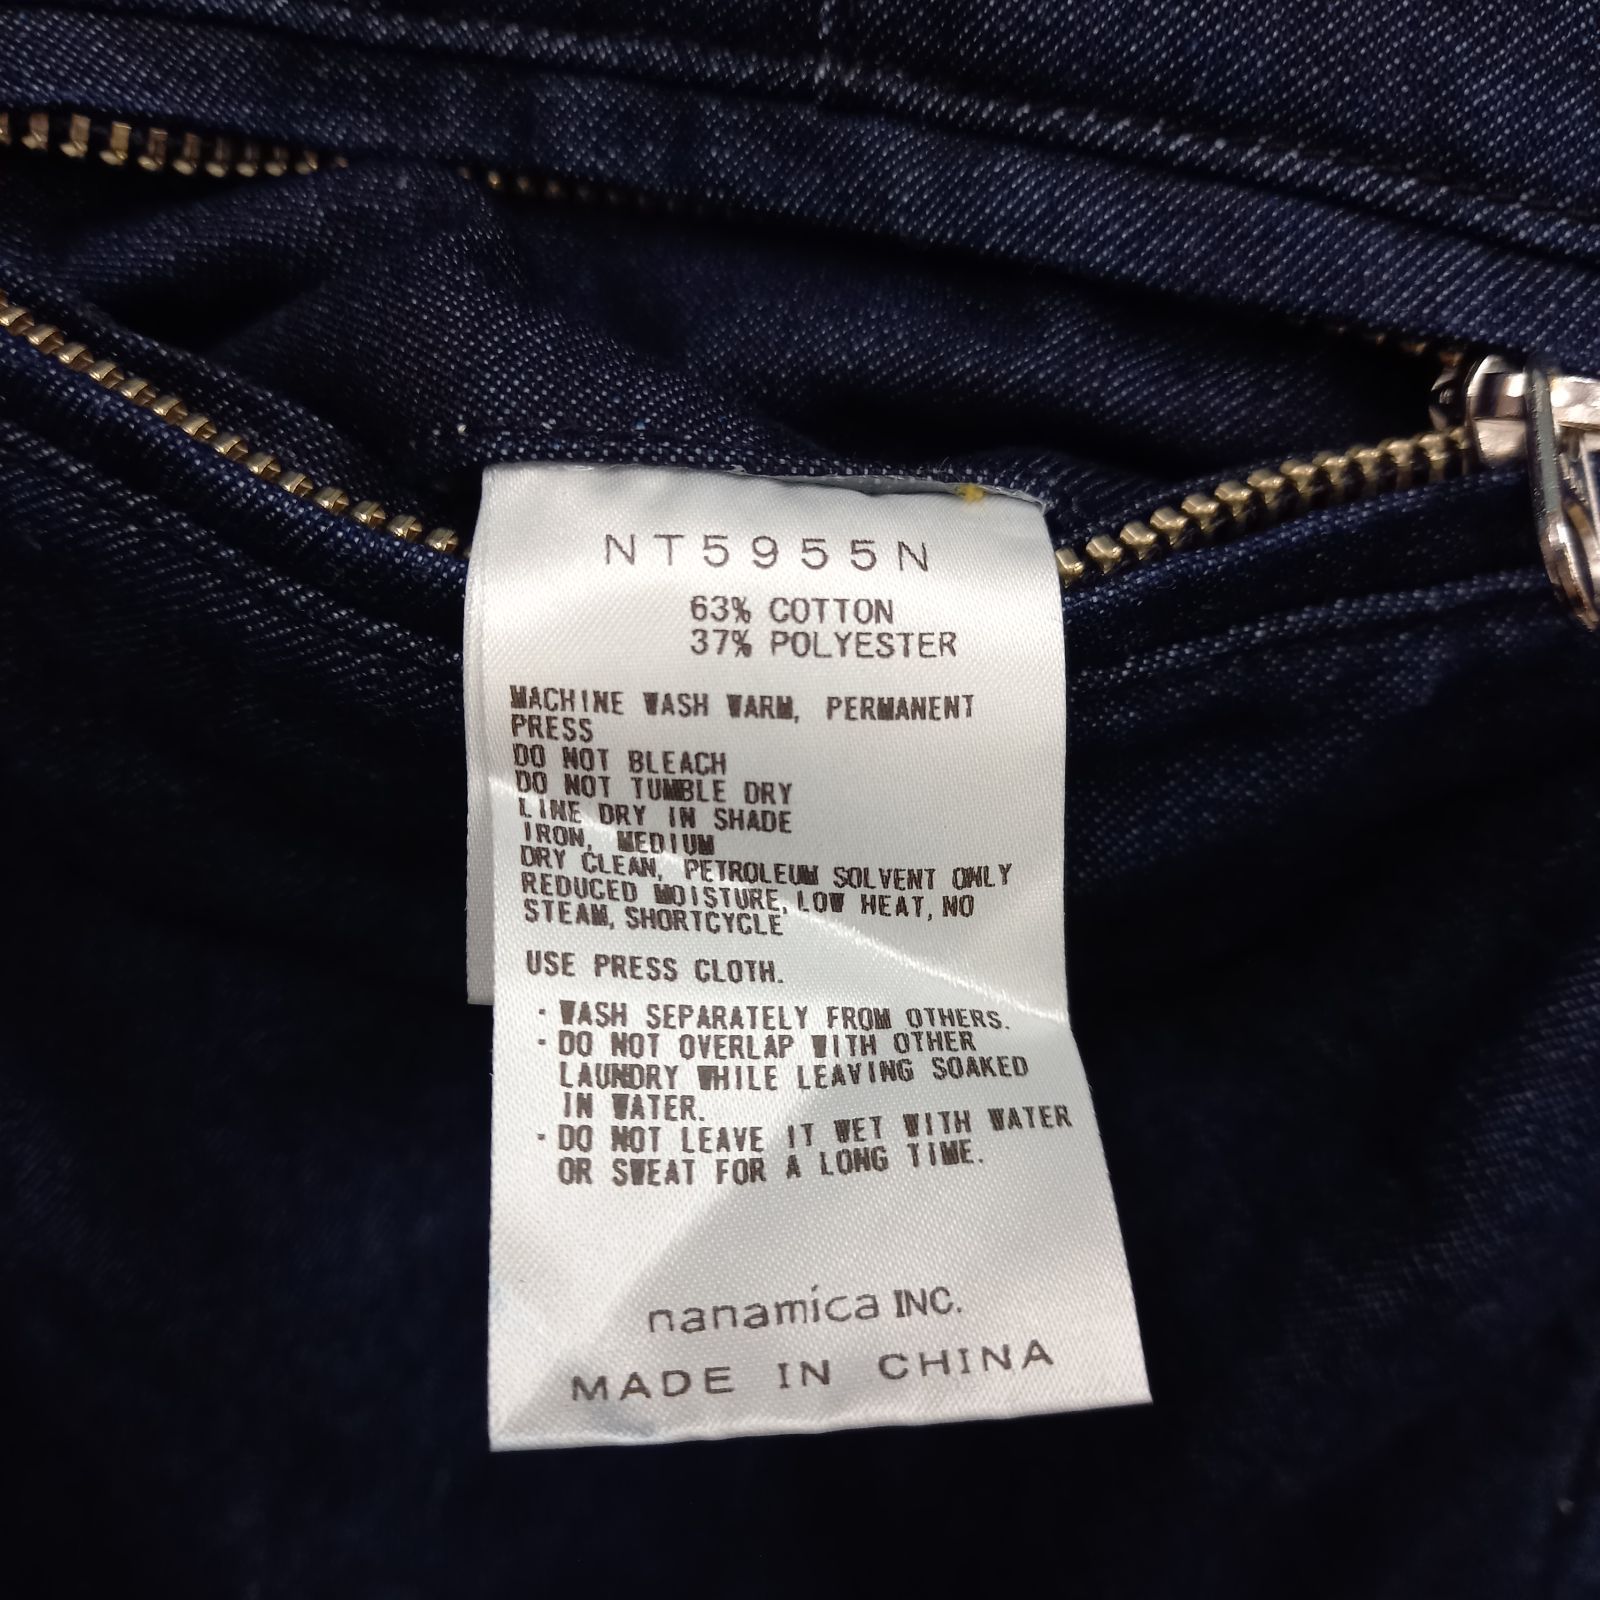 NT5955N
63% COTTON
37% POLYESTER
MACHINE WASH WARM, PERMANENT
PRESS
DO NOT BLEACH
DO NOT TUMBLE DRY
LINE DRY IN SHADE
IRON, MEDIUM
DRY CLEAN, PETROLEUM SOLVENT ONLY
REDUCED MOISTURE, LOW HEAT, NO
STEAM, SHORTCYCLE
USE PRESS CLOTH.
・WASH SEPARATELY FROM OTHERS.
・DO NOT OVERLAP WITH OTHER
LAUNDRY WHILE LEAVING SOAKED
IN WATER.
・DO NOT LEAVE IT WET WITH WATER
OR SWEAT FOR A LONG TIME.
nanamica INC.
MADE IN CHINA